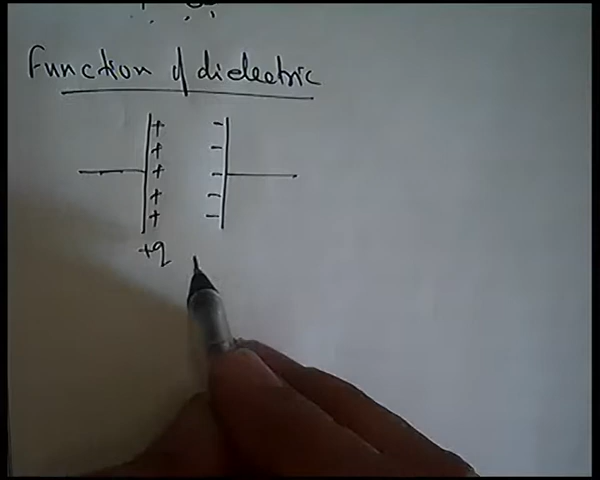 Function of dielectric
+ -
+ -
+ -
+ -
+ -
+q